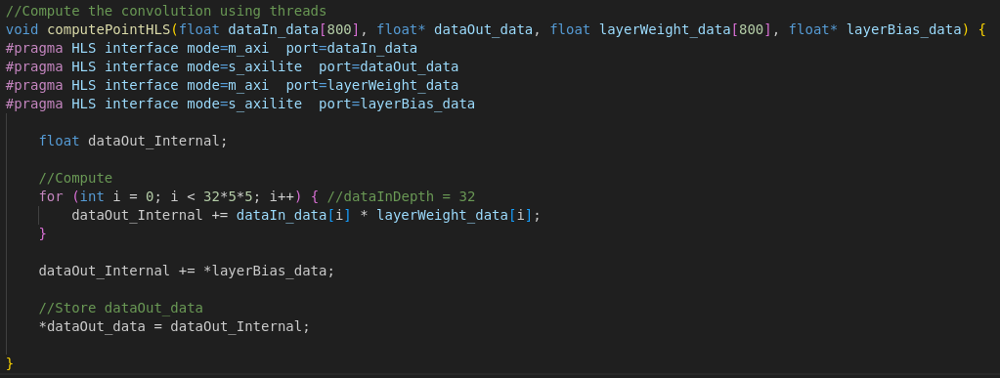 //Compute the convolution using threads
void computePointHLS(float dataIn_data[800], float* dataOut_data, float layerWeight_data[800], float* layerBias_data) {
#pragma HLS interface mode=m_axi  port=dataIn_data
#pragma HLS interface mode=s_axilite  port=dataOut_data
#pragma HLS interface mode=m_axi  port=layerWeight_data
#pragma HLS interface mode=s_axilite  port=layerBias_data
    float dataOut_Internal;
    //Compute
    for (int i = 0; i < 32*5*5; i++) { //dataInDepth = 32
        dataOut_Internal += dataIn_data[i] * layerWeight_data[i];
    }
    dataOut_Internal += *layerBias_data;
    //Store dataOut_data
    *dataOut_data = dataOut_Internal;
}